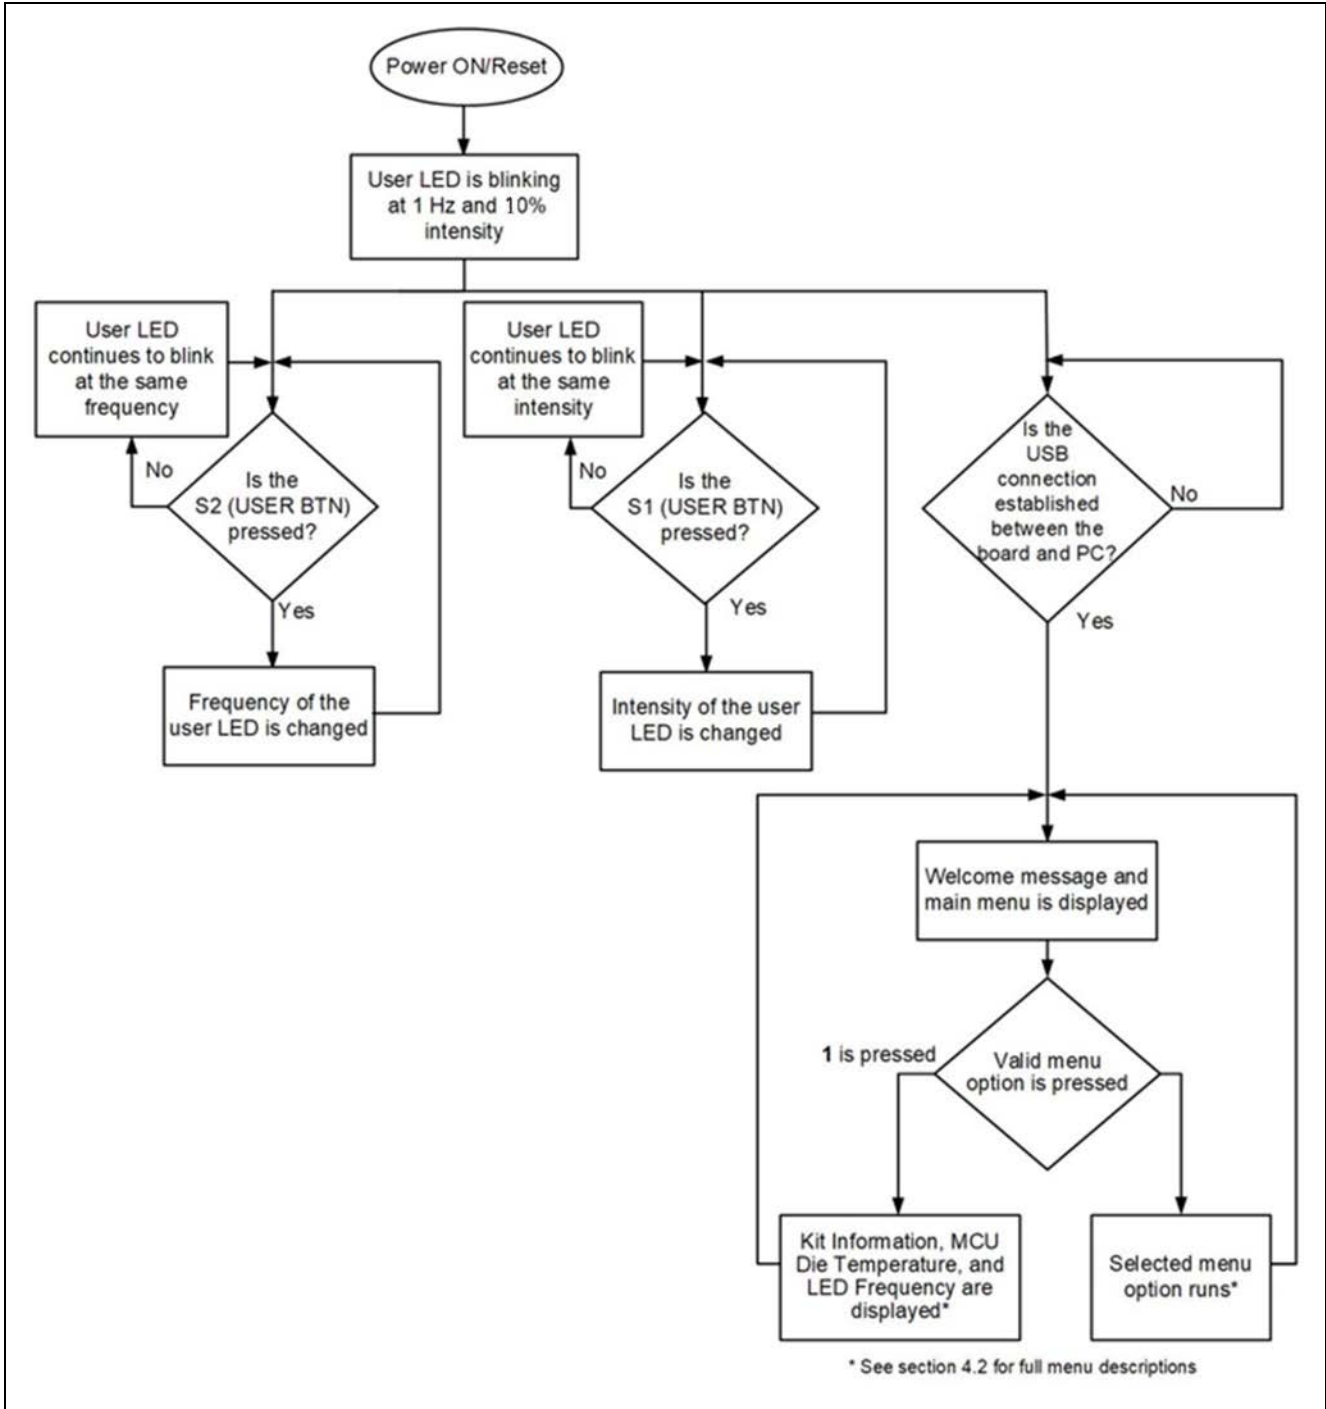 Power ON/Reset
User LED is blinking
at 1 Hz and 10%
intensity
User LED
continues to blink
at the same
frequency
User LED
continues to blink
at the same
intensity
No
Is the
S2 (USER BTN)
pressed?
Yes
No
Is the
S1 (USER BTN)
pressed?
Yes
Is the
USB
connection
established
between the
board and PC?
No
Yes
Frequency of the
user LED is changed
Intensity of the user
LED is changed
Welcome message and
main menu is displayed
1 is pressed
Valid menu
option is pressed
Kit Information, MCU
Die Temperature, and
LED Frequency are
displayed*
Selected menu
option runs*
* See section 4.2 for full menu descriptions